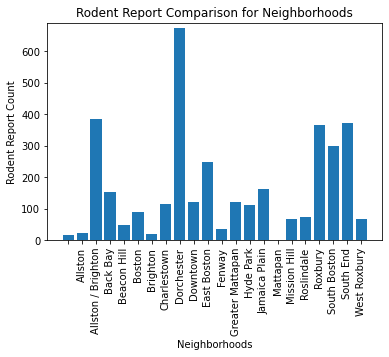 Rodent Report Comparison for Neighborhoods
Rodent Report Count
600
500
400
300
200
100
0
Allston
Allston / Brighton
Back Bay
Beacon Hill
Boston
Brighton
Charlestown
Dorchester
Downtown
East Boston
Fenway
Greater Mattapan
Hyde Park
Jamaica Plain
Mattapan
Mission Hill
Roslindale
Roxbury
South Boston
South End
West Roxbury
Neighborhoods